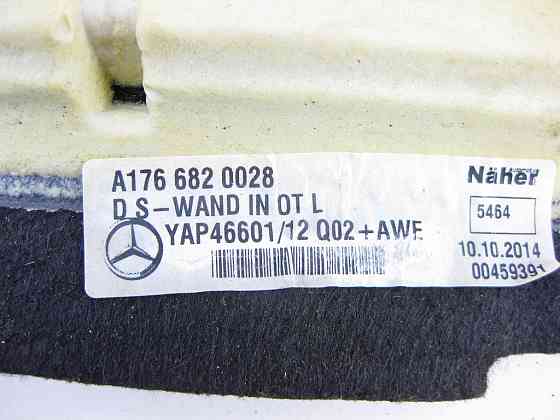 A176 682 0028
D S-WAND IN OT L
YAP46601/12 Q02+AWE
Näher
5464
10.10.2014
00459391